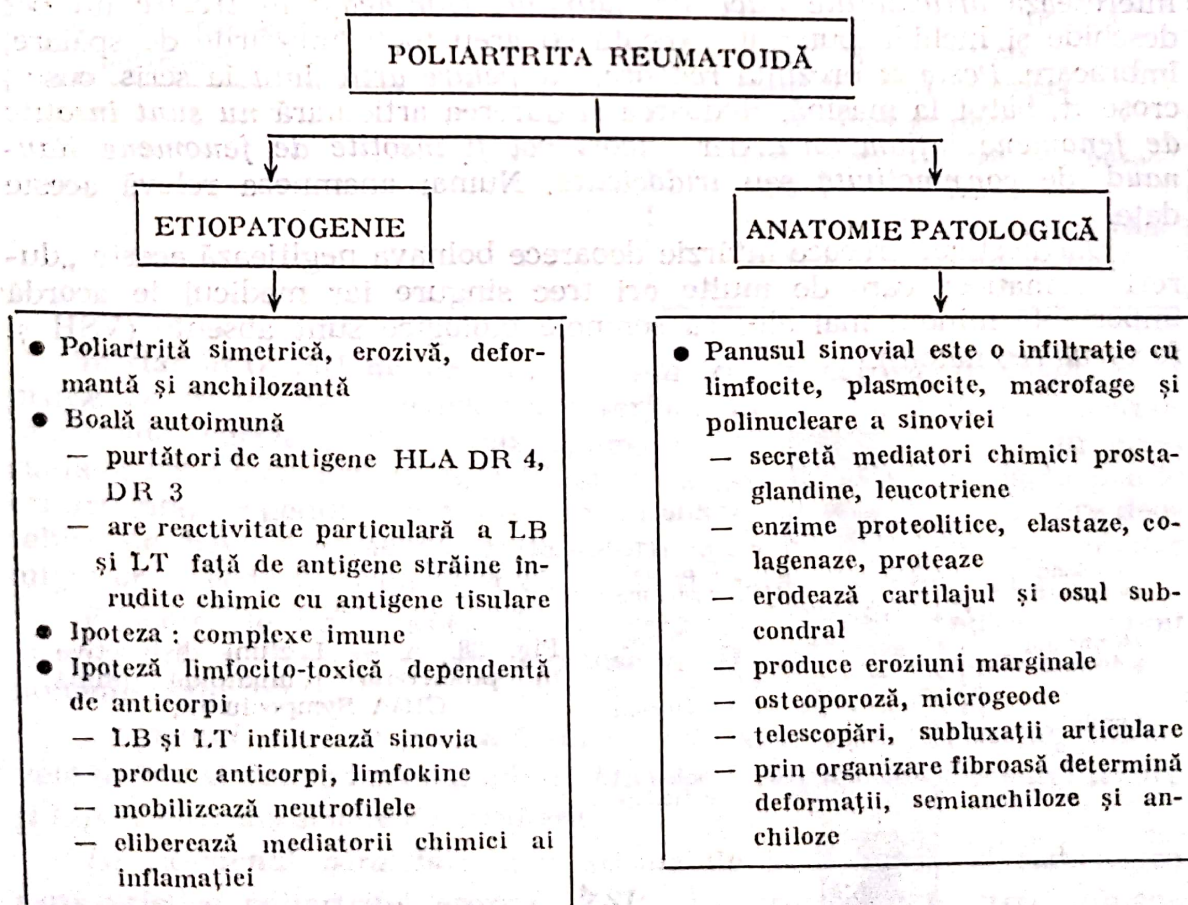 POLIARTRITA REUMATOIDĂ
ETIOPATOGENIE
● Poliartrită simetrică, erozivă, defor-
mantă și anchilozantă
● Boală autoimună
— purtători de antigene HLA DR 4,
DR 3
— are reactivitate particulară a LB
și LT față de antigene străine în-
rudite chimic cu antigene tisulare
● Ipoteza : complexe imune
● Ipoteză limfocito-toxică dependentă
de anticorpi
— LB și LT infiltrează sinovia
— produc anticorpi, limfokine
— mobilizează neutrofilele
— eliberează mediatorii chimici ai
inflamației
ANATOMIE PATOLOGICĂ
● Panusul sinovial este o infiltrație cu
limfocite, plasmocite, macrofage și
polinucleare a sinoviei
— secretă mediatori chimici prosta-
glandine, leucotriene
— enzime proteolitice, elastaze, co-
lagenaze, proteaze
— erodează cartilajul și osul sub-
condral
— produce eroziuni marginale
— osteoporoză, microgeode
— telescopări, subluxații articulare
— prin organizare fibroasă determină
deformații, semianchiloze și an-
chiloze